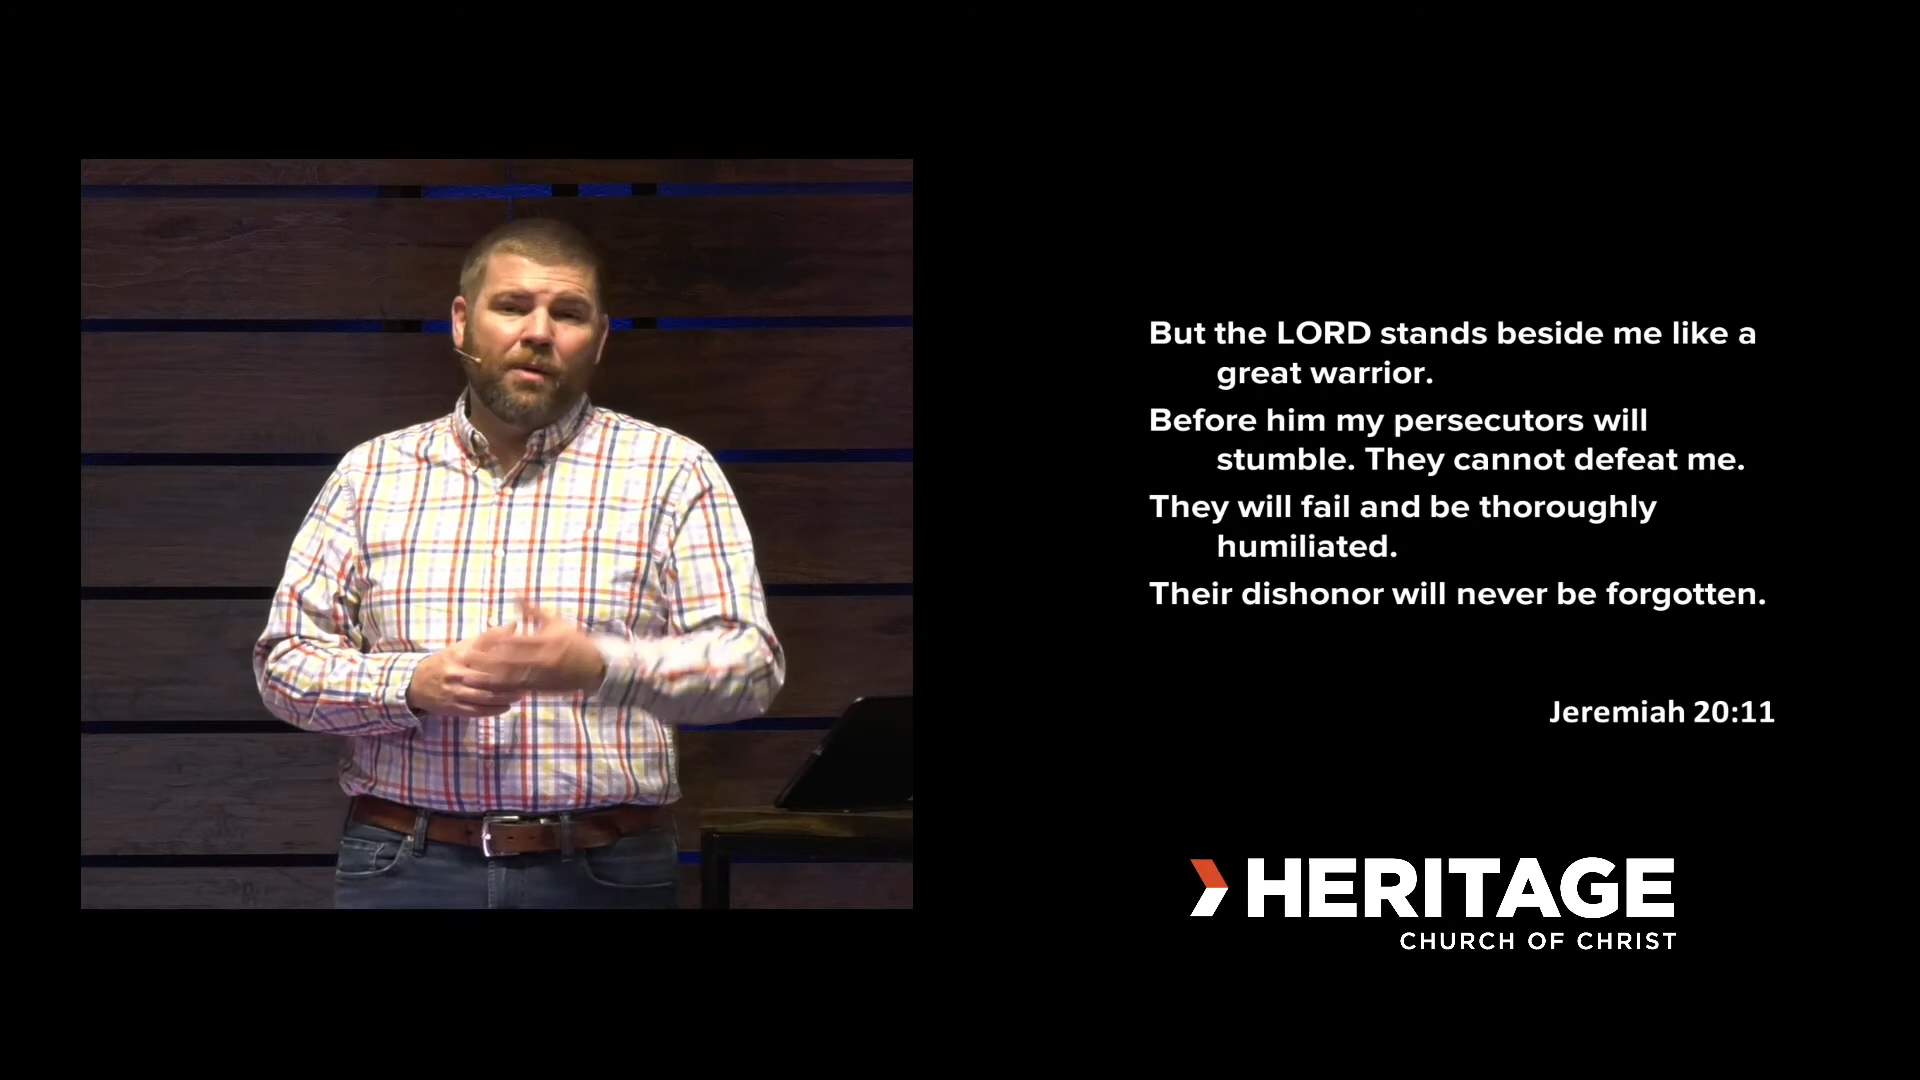 But the LORD stands beside me like a
great warrior.
Before him my persecutors will
stumble. They cannot defeat me.
They will fail and be thoroughly
humiliated.
Their dishonor will never be forgotten.
Jeremiah 20:11
HERITAGE
CHURCH OF CHRIST